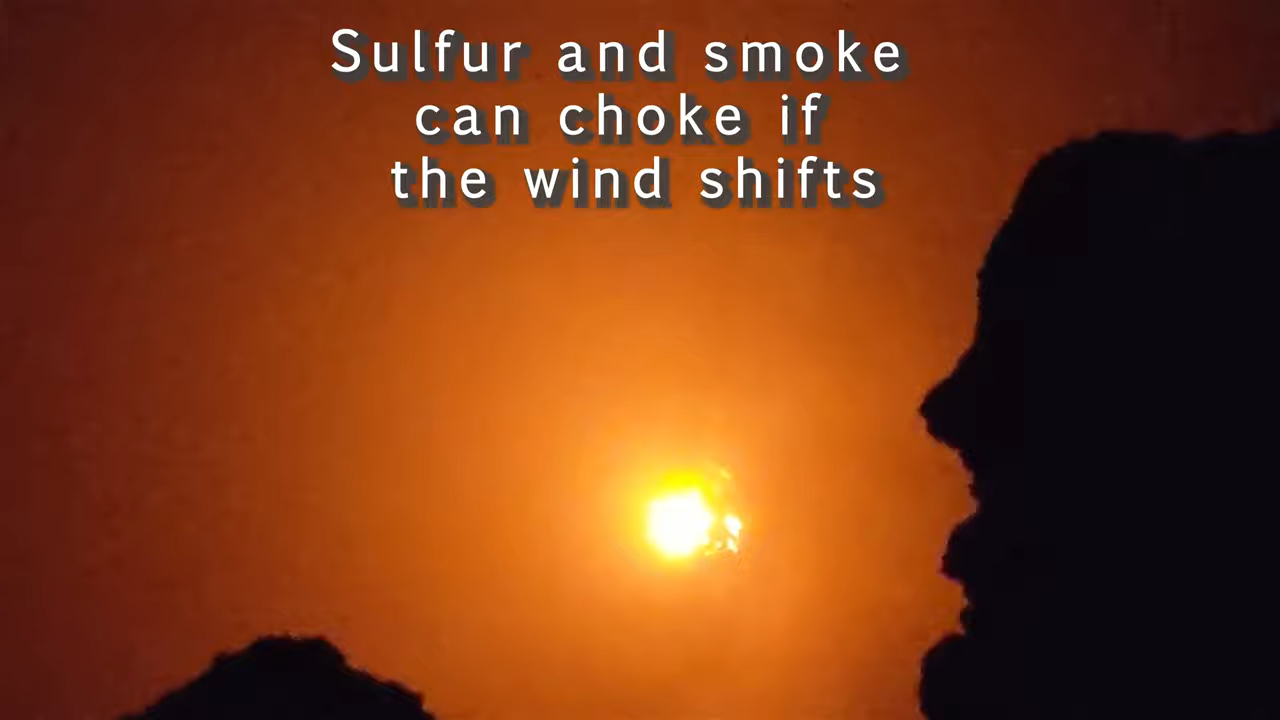 Sulfur and smoke
can choke if
the wind shifts